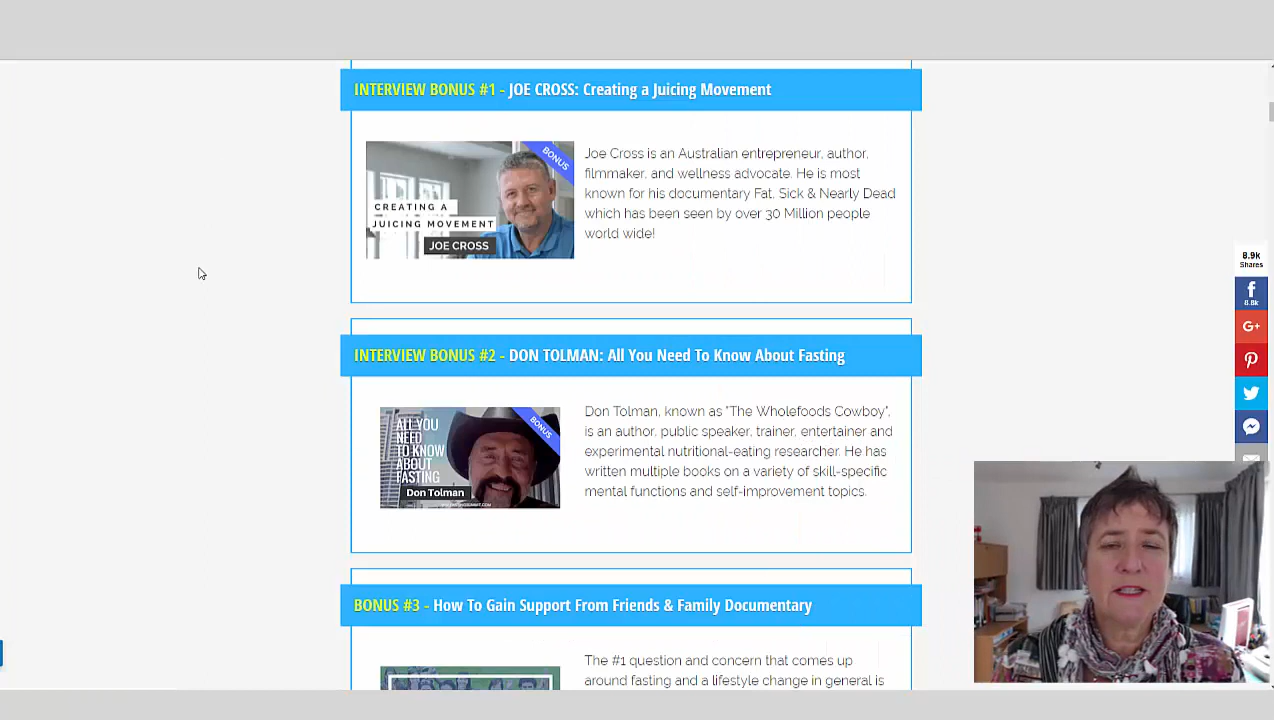 INTERVIEW BONUS #1 - JOE CROSS: Creating a Juicing Movement
BONUS
CREATING A
JUICING MOVEMENT
JOE CROSS
Joe Cross is an Australian entrepreneur, author,
filmmaker, and wellness advocate. He is most
known for his documentary Fat, Sick & Nearly Dead
which has been seen by over 30 Million people
world wide!
8.9k
Shares
8.8k
G+
INTERVIEW BONUS #2 - DON TOLMAN: All You Need To Know About Fasting
BONUS
ALL YOU
NEED
TO KNOW
ABOUT
FASTING
Don Tolman
Don Tolman, known as "The Wholefoods Cowboy",
is an author, public speaker, trainer, entertainer and
experimental nutritional-eating researcher. He has
written multiple books on a variety of skill-specific
mental functions and self-improvement topics.
BONUS #3 - How To Gain Support From Friends & Family Documentary
The #1 question and concern that comes up
around fasting and a lifestyle change in general is